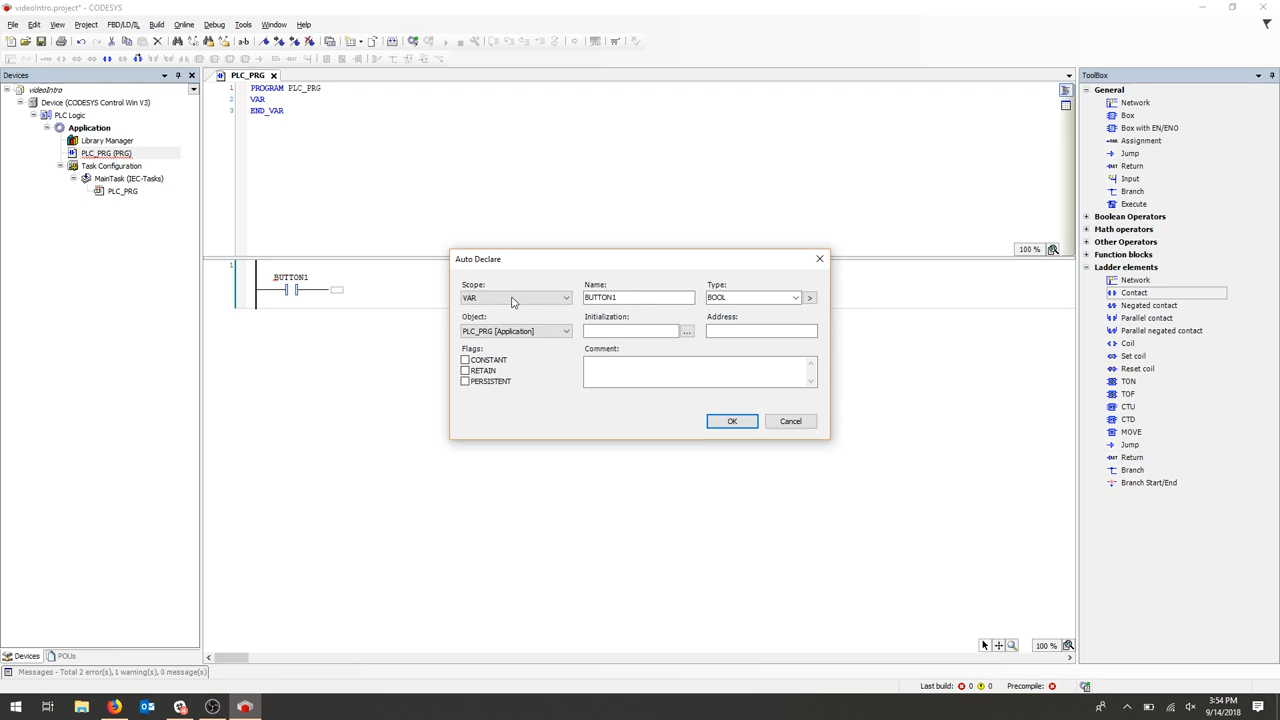 videoIntro* - CODESYS
File Edit View Project FBD/LD/IL Build Online Debug Tools Window Help
Devices
videoIntro
Device (CODESYS Control Win V3)
PLC Logic
Application
Library Manager
PLC_PRG (PRG)
Task Configuration
MainTask (IEC-Tasks)
PLC_PRG
Devices
POUs
PLC_PRG
1 PROGRAM PLC_PRG
2 VAR
3 END_VAR
100 %
1
BUTTON1
Auto Declare
Scope: Name: Type:
VAR BUTTON1 BOOL >
Object: Initialization: Address:
PLC_PRG [Application] ...
Flags: Comment:
CONSTANT
RETAIN
PERSISTENT
OK Cancel
100 %
ToolBox
General
Network
Box
Box with EN/ENO
Assignment
Jump
Return
Input
Branch
Execute
Boolean Operators
Math operators
Other Operators
Function blocks
Ladder elements
Network
Contact
Negated contact
Parallel contact
Parallel negated contact
Coil
Set coil
Reset coil
TON
TOF
CTU
CTD
MOVE
Jump
Return
Branch
Branch Start/End
Messages - Total 2 error(s), 1 warning(s), 0 message(s)
Last build: 0 0 Precompile:
3:54 PM
9/14/2018